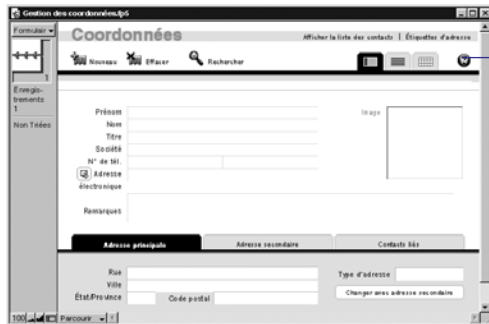 Gestion des coordonnées.fp5
Formulair
Coordonnées
Afficher la liste des contacts | Étiquettes d'adresse
Nouveau Effacer Rechercher
1
Enregis-
trements
1
Non Triées
Prénom
Image
Nom
Titre
Société
N° de tél.
Adresse
électronique
Remarques
Adresse principale Adresse secondaire Contacts liés
Rue
Type d'adresse
Ville
État/Province Code postal
Changer avec adresse secondaire
100 Parcourir